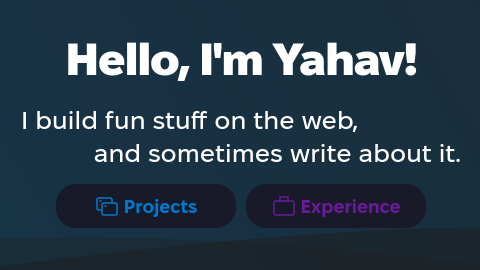 Hello, I'm Yahav!
I build fun stuff on the web,
and sometimes write about it.
Projects
Experience